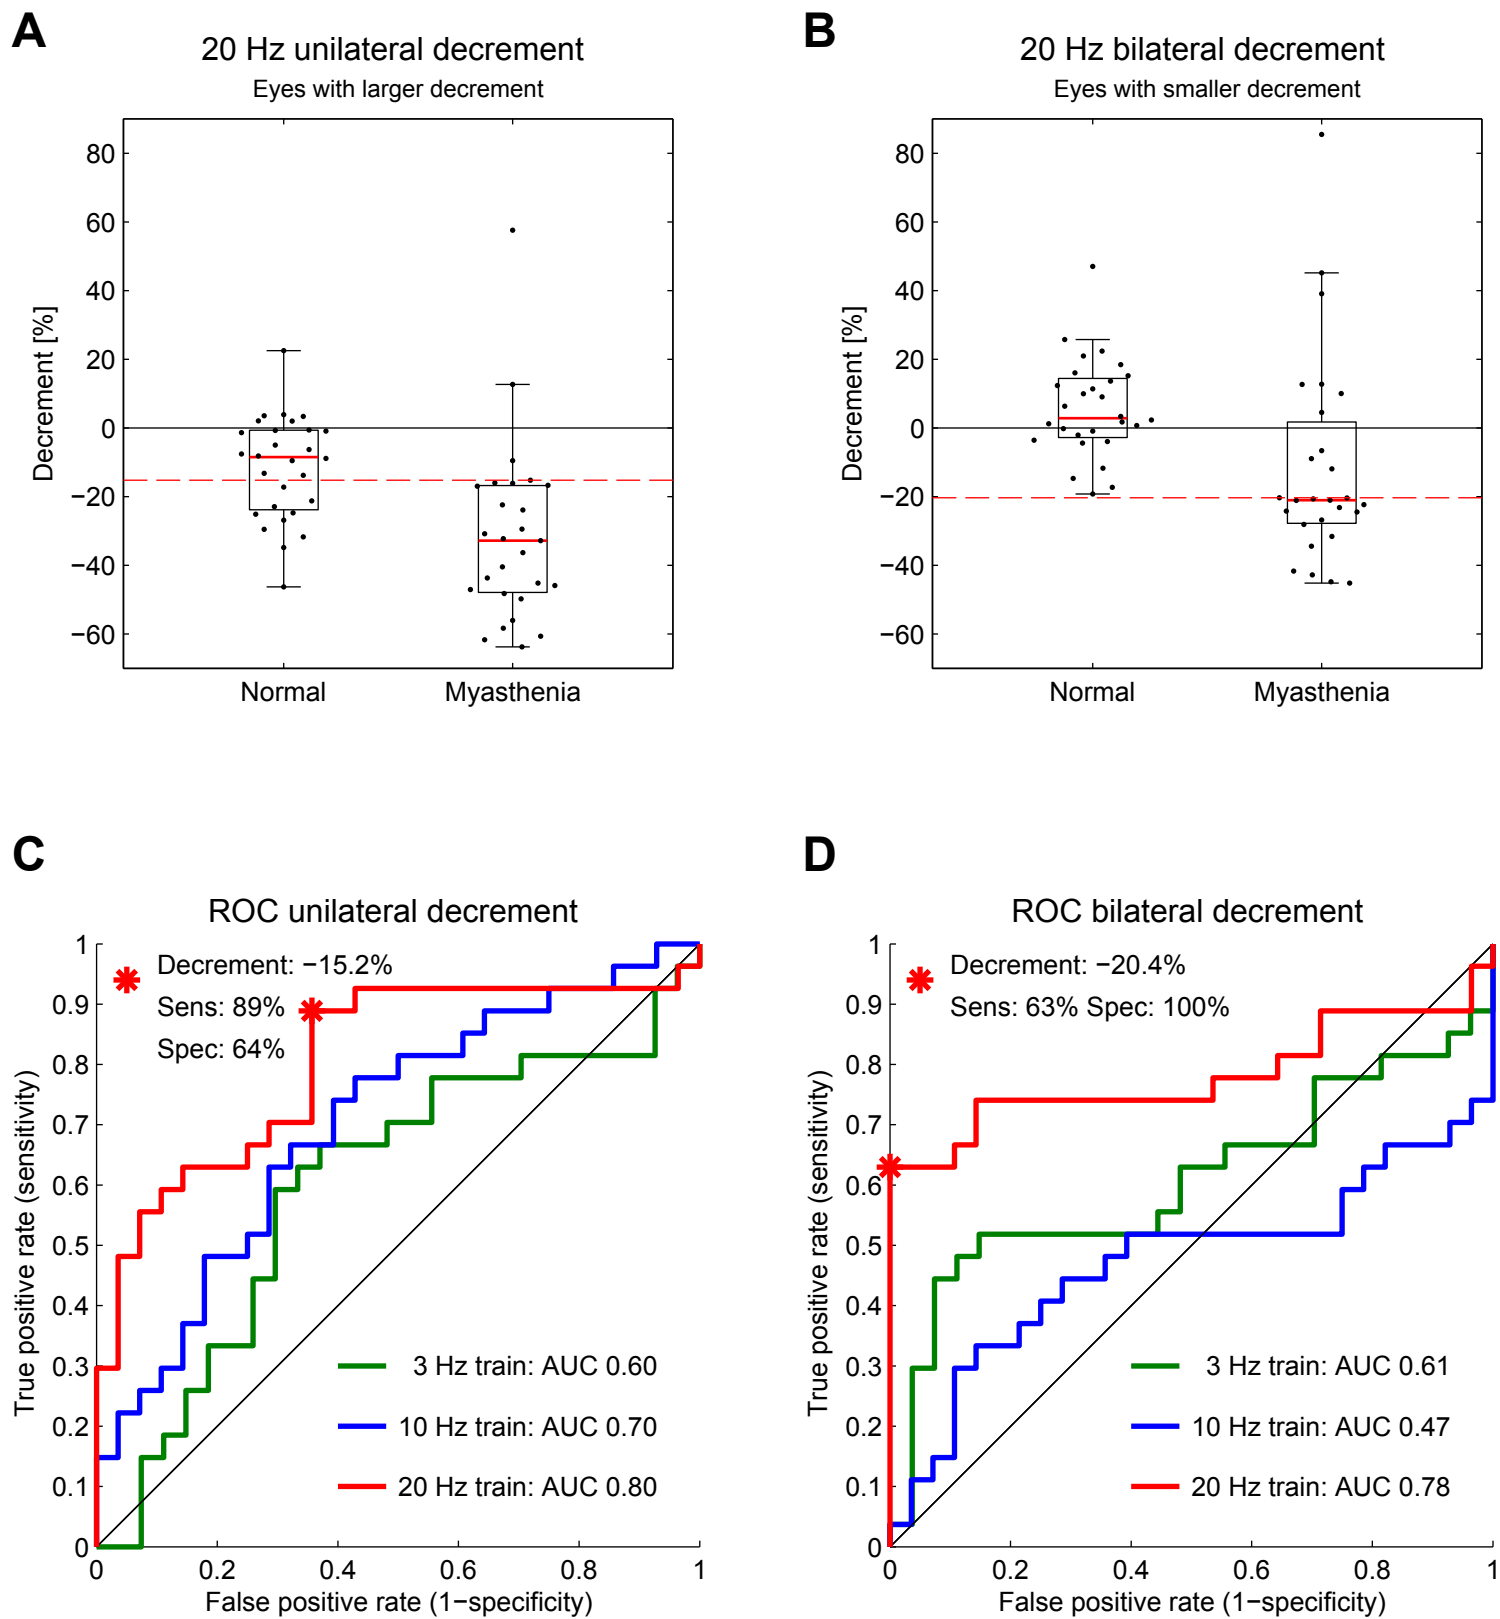 A
20 Hz unilateral decrement
Eyes with larger decrement
Decrement [%]
80
60
40
20
0
−20
−40
−60
Normal Myasthenia
B
20 Hz bilateral decrement
Eyes with smaller decrement
Decrement [%]
80
60
40
20
0
−20
−40
−60
Normal Myasthenia
C
ROC unilateral decrement
True positive rate (sensitivity)
1
0.9
0.8
0.7
0.6
0.5
0.4
0.3
0.2
0.1
0
Decrement: −15.2%
Sens: 89%
Spec: 64%
3 Hz train: AUC 0.60
10 Hz train: AUC 0.70
20 Hz train: AUC 0.80
0 0.2 0.4 0.6 0.8 1
False positive rate (1−specificity)
D
ROC bilateral decrement
True positive rate (sensitivity)
1
0.9
0.8
0.7
0.6
0.5
0.4
0.3
0.2
0.1
0
Decrement: −20.4%
Sens: 63% Spec: 100%
3 Hz train: AUC 0.61
10 Hz train: AUC 0.47
20 Hz train: AUC 0.78
0 0.2 0.4 0.6 0.8 1
False positive rate (1−specificity)